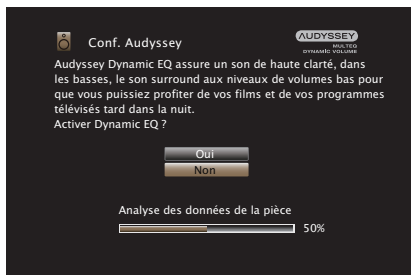 Conf. Audyssey
AUDYSSEY
MULTEQ
DYNAMIC VOLUME
Audyssey Dynamic EQ assure un son de haute clarté, dans
les basses, le son surround aux niveaux de volumes bas pour
que vous puissiez profiter de vos films et de vos programmes
télévisés tard dans la nuit.
Activer Dynamic EQ ?
Oui
Non
Analyse des données de la pièce
50%